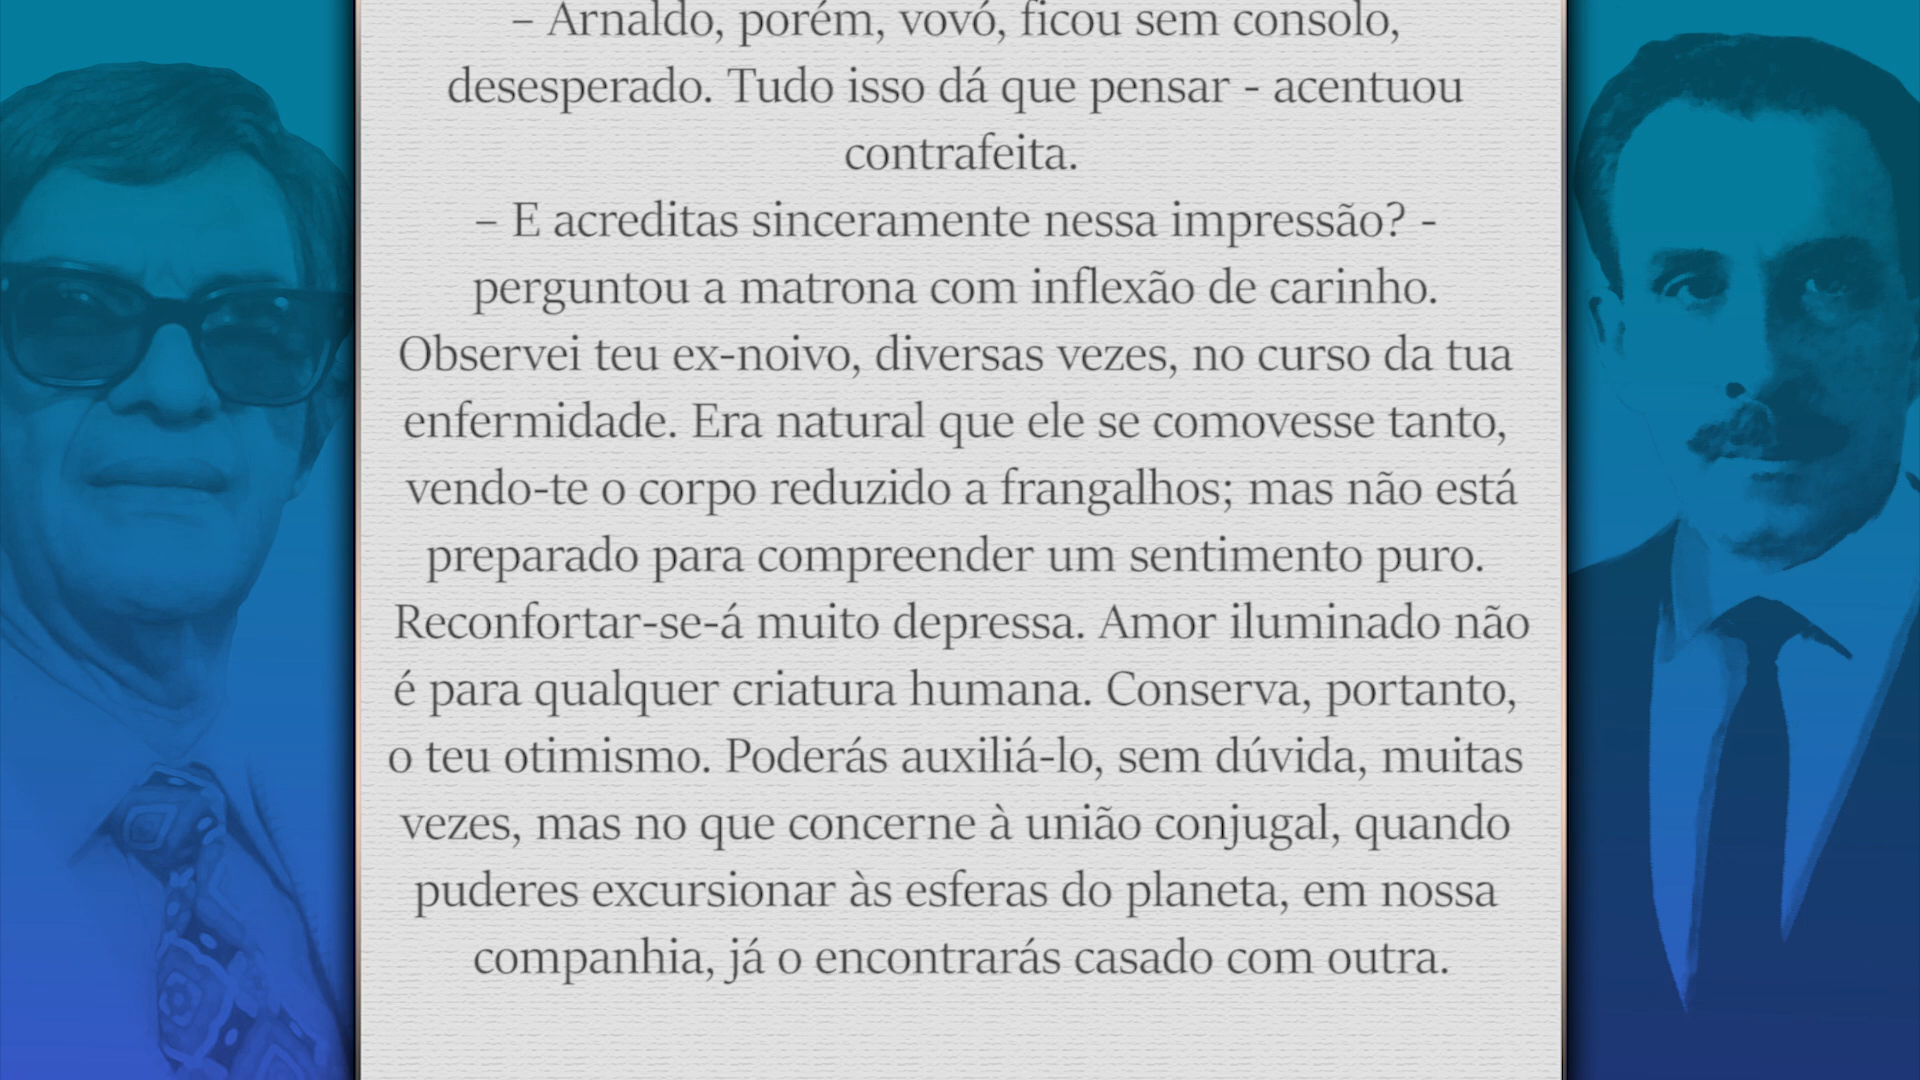 – Arnaldo, porém, vovó, ficou sem consolo,
desesperado. Tudo isso dá que pensar - acentuou
contrafeita.
– E acreditas sinceramente nessa impressão? -
perguntou a matrona com inflexão de carinho.
Observei teu ex-noivo, diversas vezes, no curso da tua
enfermidade. Era natural que ele se comovesse tanto,
vendo-te o corpo reduzido a frangalhos; mas não está
preparado para compreender um sentimento puro.
Reconfortar-se-á muito depressa. Amor iluminado não
é para qualquer criatura humana. Conserva, portanto,
o teu otimismo. Poderás auxiliá-lo, sem dúvida, muitas
vezes, mas no que concerne à união conjugal, quando
puderes excursionar às esferas do planeta, em nossa
companhia, já o encontrarás casado com outra.